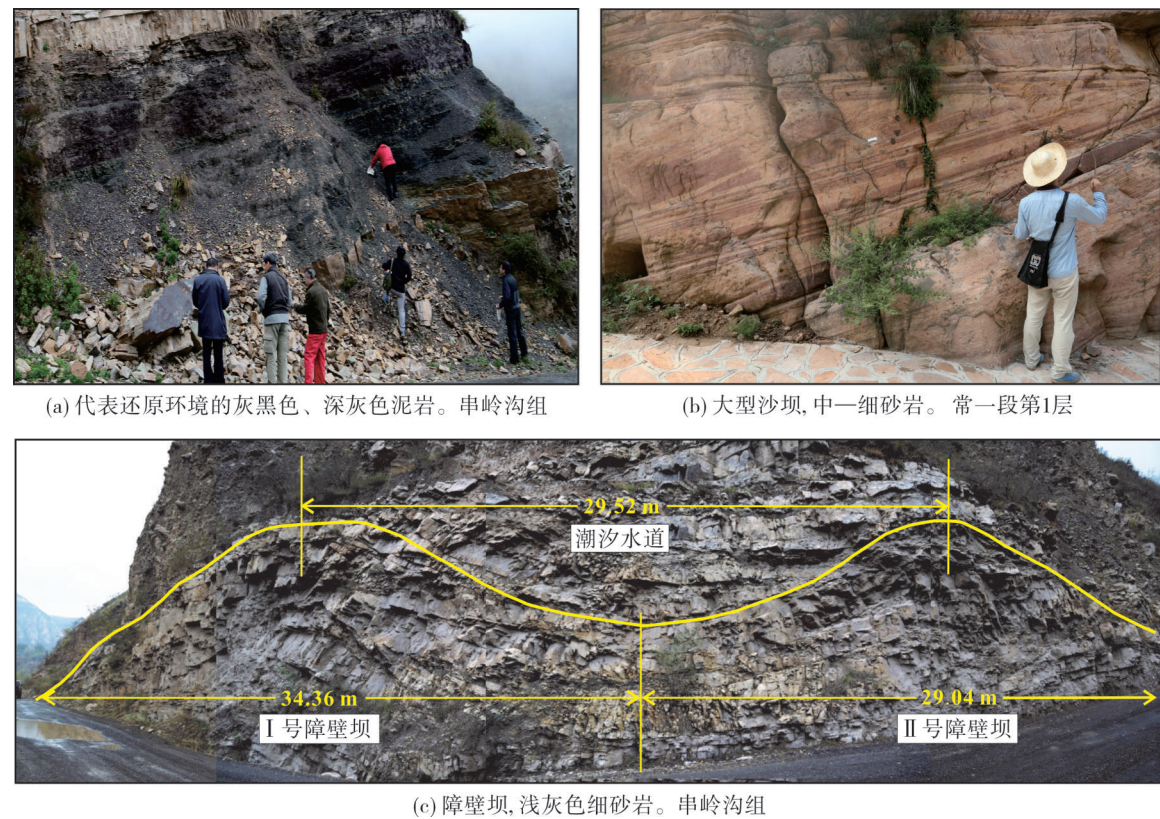 (a) 代表还原环境的灰黑色、深灰色泥岩。串岭沟组
(b) 大型沙坝, 中—细砂岩。 常一段第1层
29.52 m
潮汐水道
34.36 m
29.04 m
Ⅰ号障壁坝
Ⅱ号障壁坝
(c) 障壁坝, 浅灰色细砂岩。串岭沟组